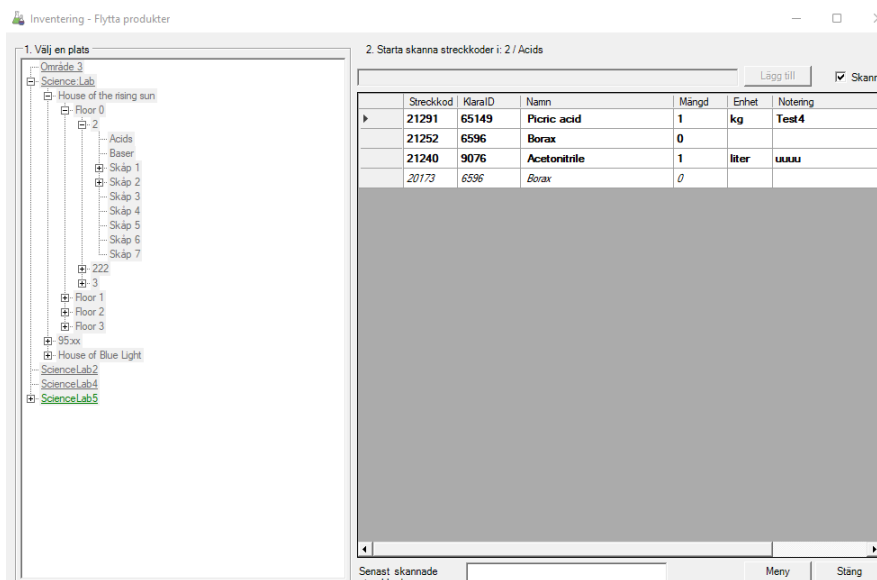 Inventering - Flytta produkter
1. Välj en plats
Område 3
Science:Lab
House of the rising sun
Floor 0
2
Acids
Baser
Skåp 1
Skåp 2
Skåp 3
Skåp 4
Skåp 5
Skåp 6
Skåp 7
222
3
Floor 1
Floor 2
Floor 3
95:xx
House of Blue Light
ScienceLab2
ScienceLab4
ScienceLab5
2. Starta skanna streckkoder i: 2 / Acids
Lägg till Skann
Streckkod KlaraID Namn Mängd Enhet Notering
21291 65149 Picric acid 1 kg Test4
21252 6596 Borax 0
21240 9076 Acetonitrile 1 liter uuuu
20173 6596 Borax 0
Senast skannade
Meny Stäng